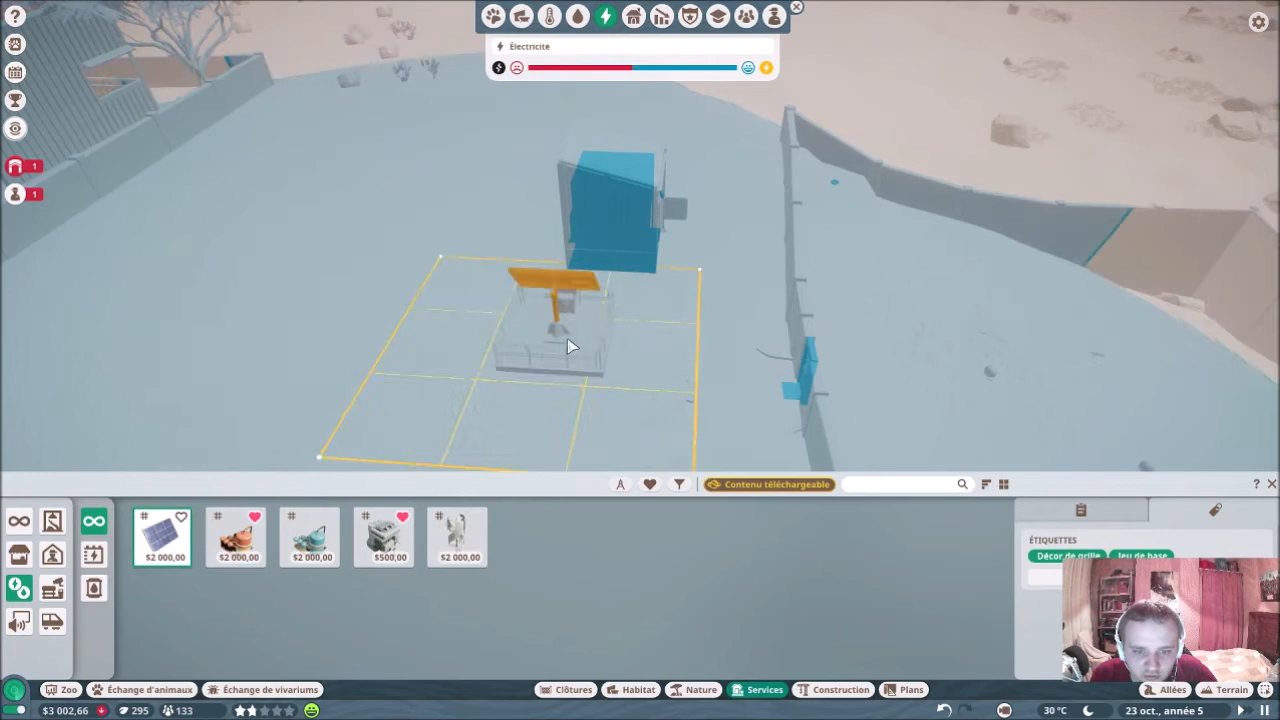 Électricité
1
1
Contenu téléchargeable
$2 000,00
$2 000,00
$2 000,00
$500,00
$2 000,00
ÉTIQUETTES
Décor de grille
Jeu de base
Zoo
Échange d'animaux
Échange de vivariums
Clôtures
Habitat
Nature
Services
Construction
Plans
Allées
Terrain
$3 002,66
295
133
30 °C
23 oct., année 5